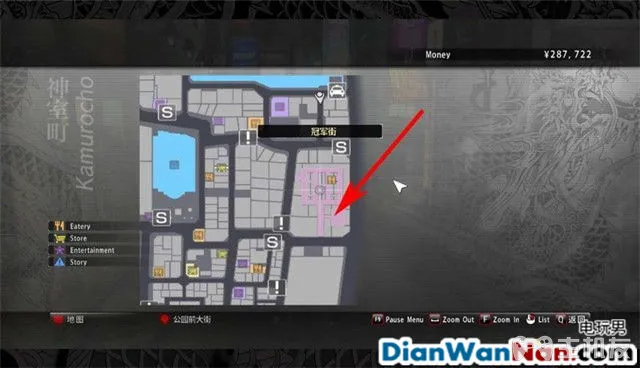 Money ¥287,722
神室町
Kamurocho
冠军街
S
S
S
S
Eatery
Store
Entertainment
Story
地图
公园前大街
Pause Menu
Zoom Out
F Zoom In
List
Q 返回
电玩男
DianWanNan.com